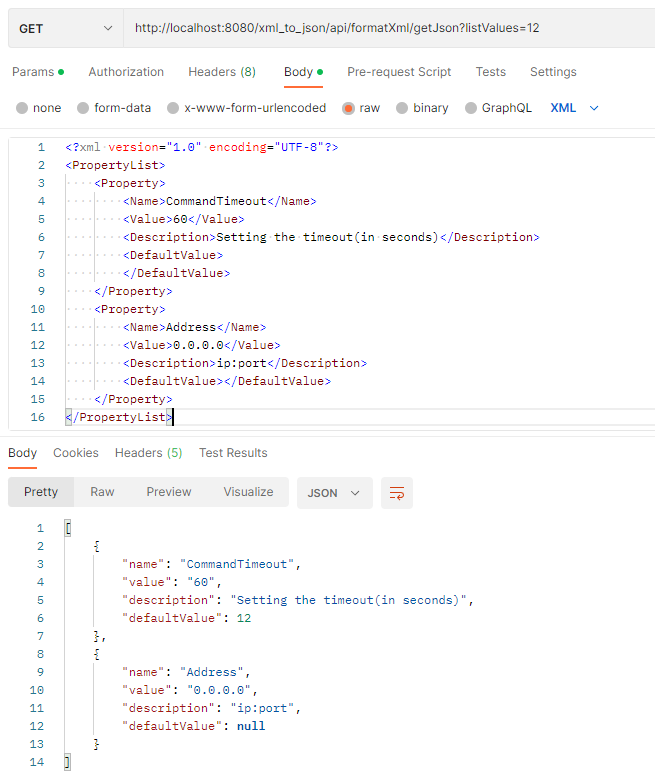 GET http://localhost:8080/xml_to_json/api/formatXml/getJson?listValues=12
Params Authorization Headers (8) Body Pre-request Script Tests Settings
none form-data x-www-form-urlencoded raw binary GraphQL XML
1 <?xml version="1.0" encoding="UTF-8"?>
2 <PropertyList>
3 <Property>
4 <Name>CommandTimeout</Name>
5 <Value>60</Value>
6 <Description>Setting the timeout(in seconds)</Description>
7 <DefaultValue>
8 </DefaultValue>
9 </Property>
10 <Property>
11 <Name>Address</Name>
12 <Value>0.0.0.0</Value>
13 <Description>ip:port</Description>
14 <DefaultValue></DefaultValue>
15 </Property>
16 </PropertyList>
Body Cookies Headers (5) Test Results
Pretty Raw Preview Visualize JSON
1 [
2 {
3 "name": "CommandTimeout",
4 "value": "60",
5 "description": "Setting the timeout(in seconds)",
6 "defaultValue": 12
7 },
8 {
9 "name": "Address",
10 "value": "0.0.0.0",
11 "description": "ip:port",
12 "defaultValue": null
13 }
14 ]